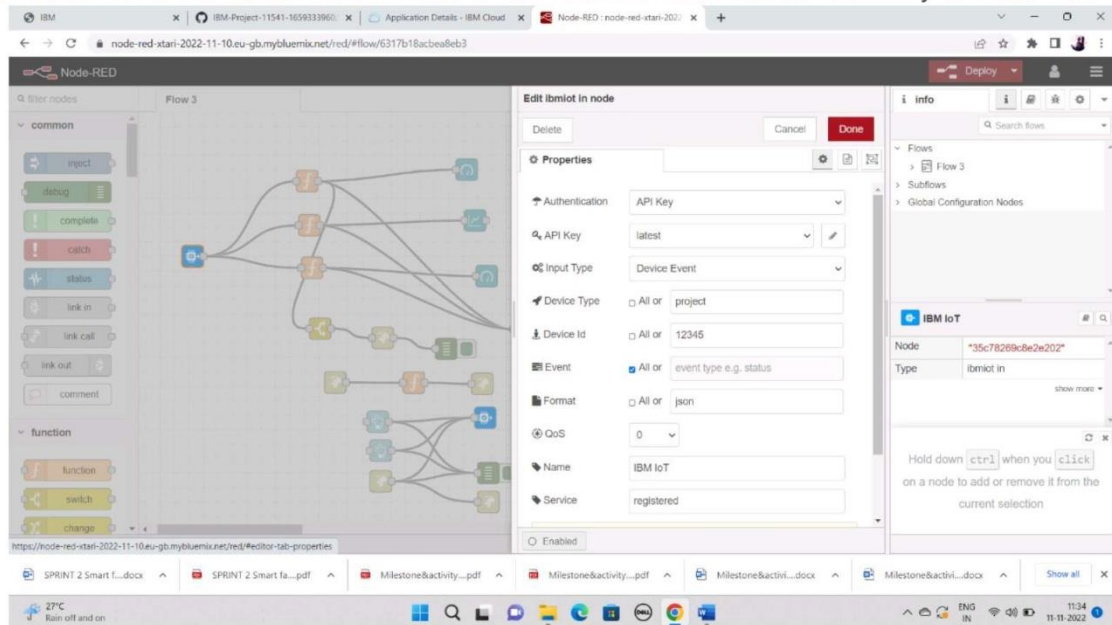 IBM
IBM-Project-11541-1659333960
Application Details - IBM Cloud
Node-RED : node-red-xtari-2022
node-red-xtari-2022-11-10.eu-gb.mybluemix.net/red/#flow/6317b18acbea8eb3
Node-RED
Deploy
filter nodes
Flow 3
common
inject
debug
complete
catch
status
link in
link call
link out
comment
function
function
switch
change
Edit ibmiot in node
Delete
Cancel
Done
Properties
Authentication API Key
API Key latest
Input Type Device Event
Device Type All or project
Device Id All or 12345
Event All or event type e.g. status
Format All or json
QoS 0
Name IBM IoT
Service registered
Enabled
i info
Search flows
Flows
Flow 3
Subflows
Global Configuration Nodes
IBM IoT
Node "35c78269c8e2e202"
Type ibmiot in
show more
Hold down ctrl when you click
on a node to add or remove it from the
current selection
https://node-red-xtari-2022-11-10.eu-gb.mybluemix.net/red/#editor-tab-properties
SPRINT 2 Smart f....docx
SPRINT 2 Smart fa....pdf
Milestone&activity....pdf
Milestone&activity....pdf
Milestone&activi....docx
Milestone&activi....docx
Show all
27°C
Rain off and on
DELL
ENG
IN
11:34
11-11-2022